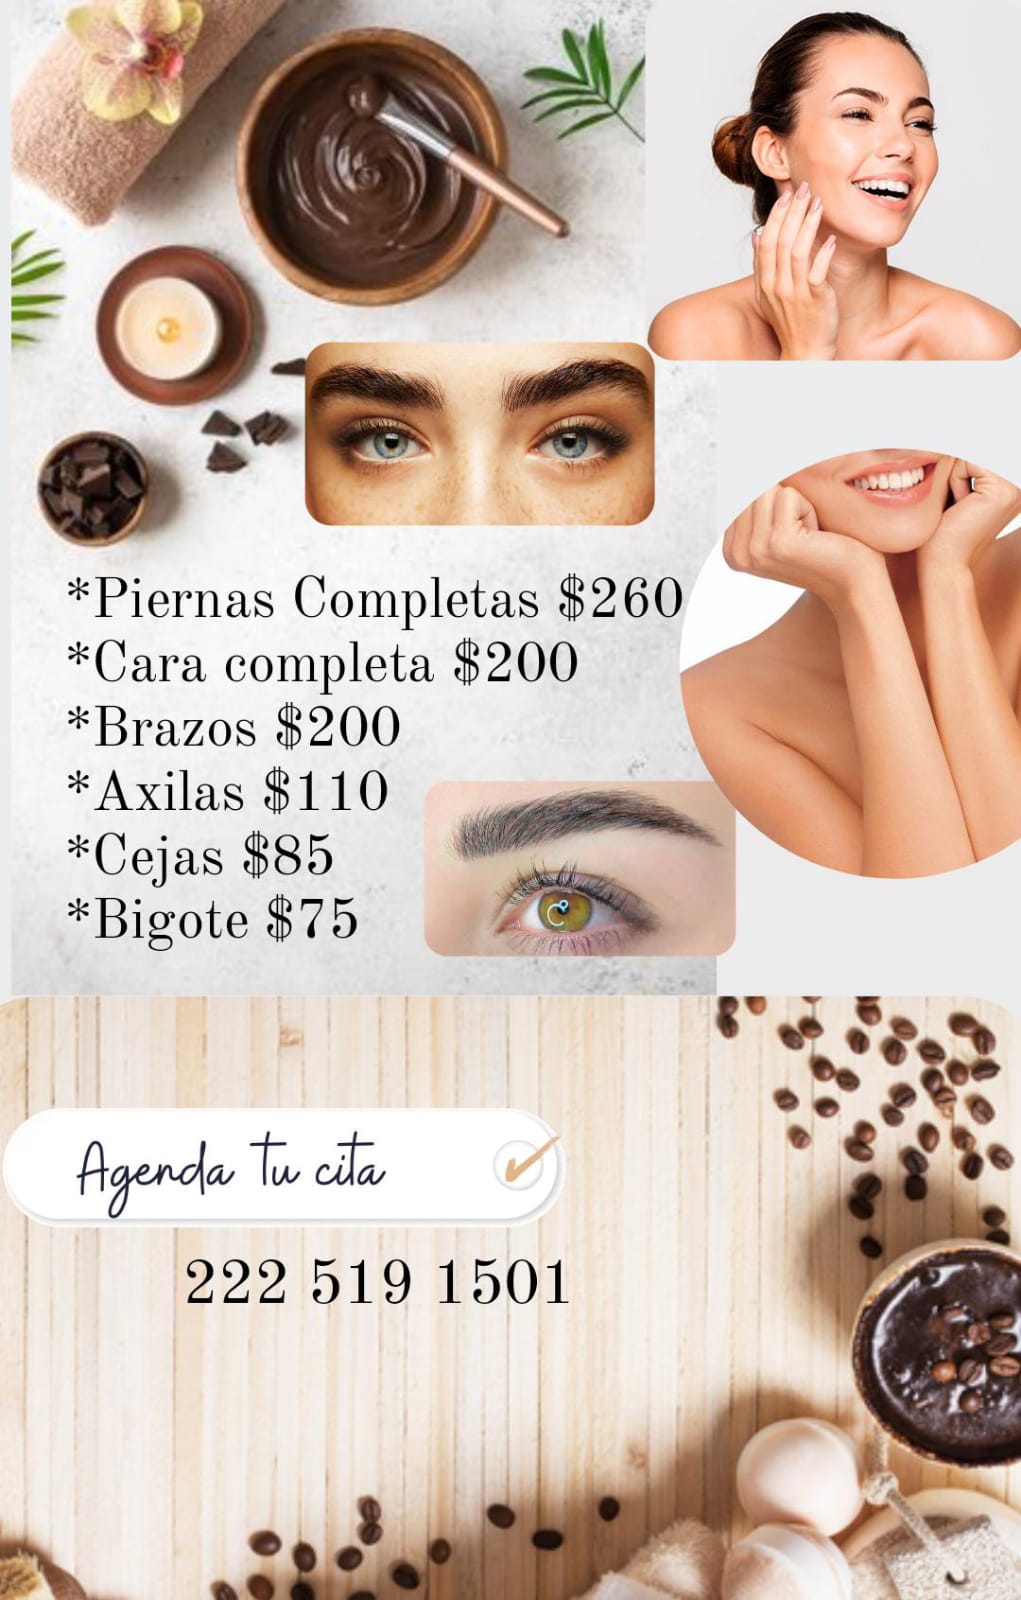 *Piernas Completas $260
*Cara completa $200
*Brazos $200
*Axilas $110
*Cejas $85
*Bigote $75
Agenda Tu cita
222 519 1501